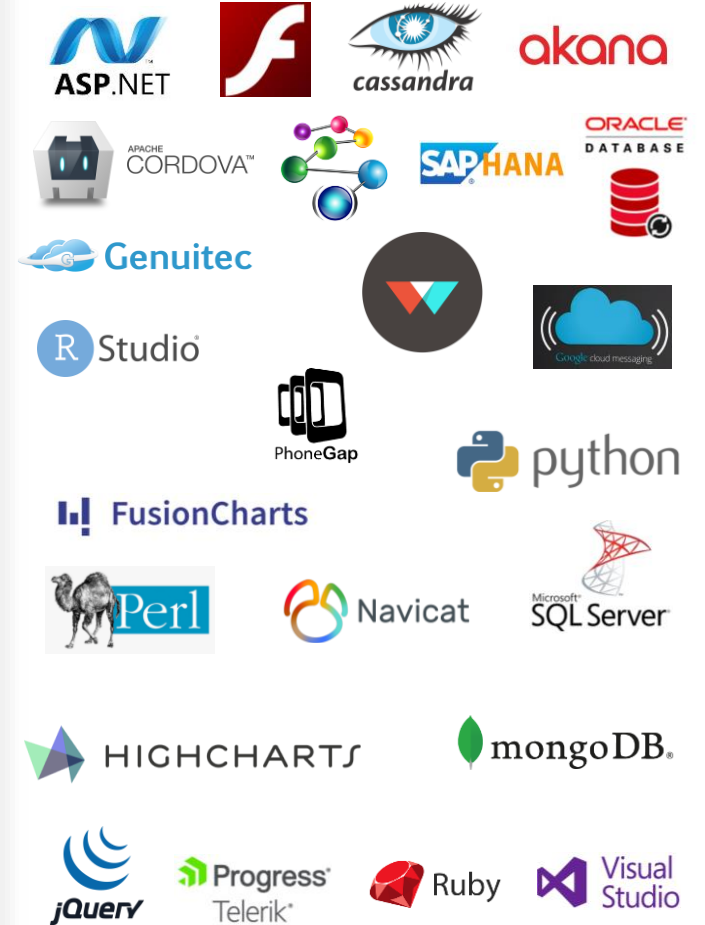 ASP.NET
cassandra
akana
APACHE
CORDOVA™
SAP HANA
®
ORACLE®
DATABASE
Genuitec
G
R Studio®
Google cloud messaging
PhoneGap
python
FusionCharts
Perl
Navicat
Microsoft®
SQL Server®
HIGHCHARTS
mongoDB®
jQuery
Progress®
Telerik®
Ruby
Visual
Studio